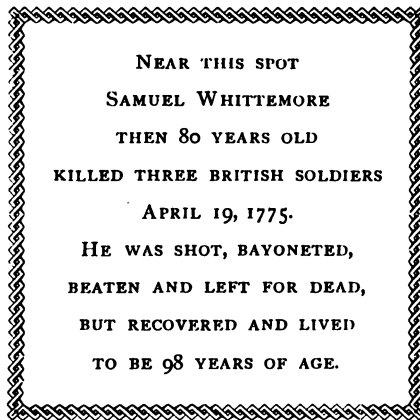 Near this spot
Samuel Whittemore
then 80 years old
killed three British soldiers
April 19, 1775.
He was shot, bayoneted,
beaten and left for dead,
but recovered and lived
to be 98 years of age.